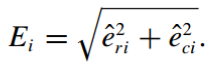 $E_i = \sqrt{\hat{e}_{ri}^2 + \hat{e}_{ci}^2}.$